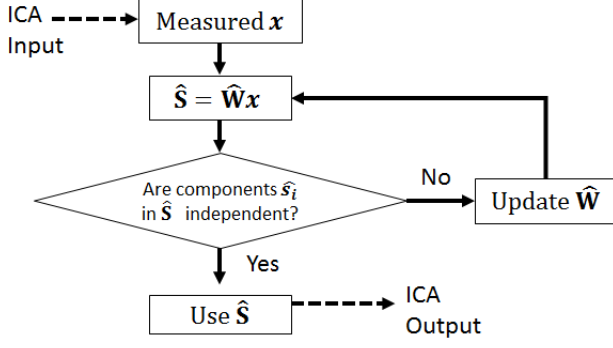 ICA
Input
Measured x
Ŝ = Ŵx
Are components ŝᵢ
in Ŝ independent?
No
Update Ŵ
Yes
Use Ŝ
ICA
Output